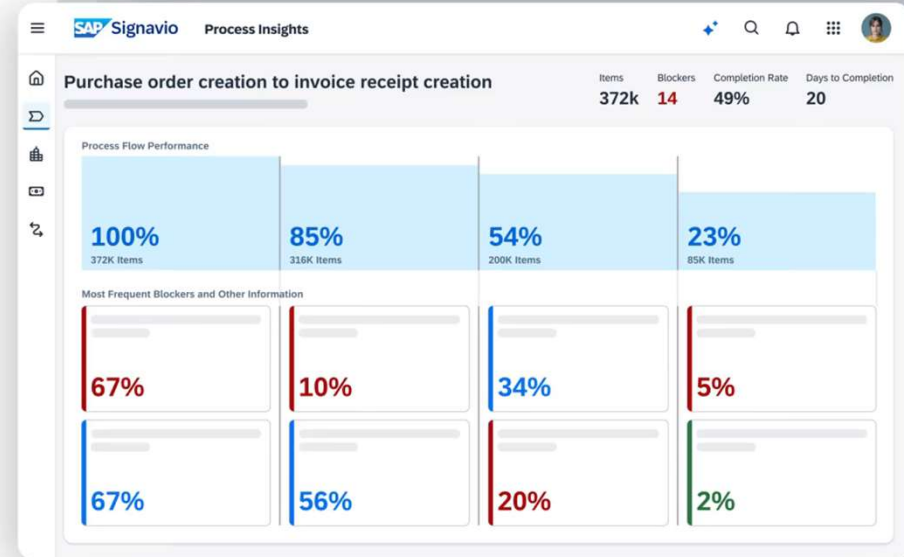 SAP Signavio Process Insights
Purchase order creation to invoice receipt creation
Items Blockers Completion Rate Days to Completion
372k 14 49% 20
Process Flow Performance
100% 85% 54% 23%
372K Items 316K Items 200K Items 85K Items
Most Frequent Blockers and Other Information
67% 10% 34% 5%
67% 56% 20% 2%